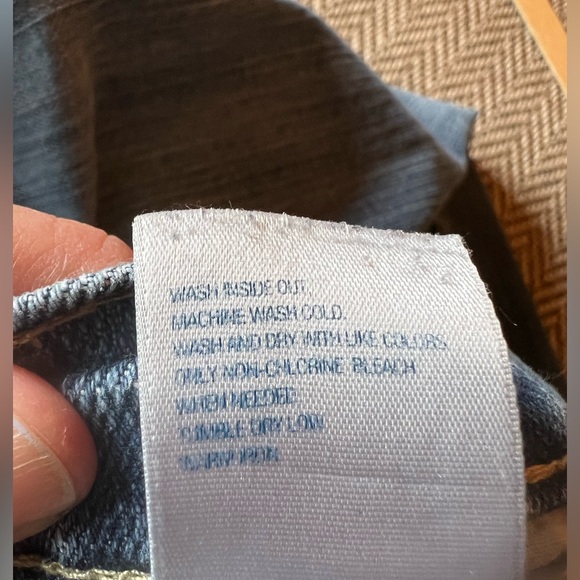 WASH INSIDE OUT.
MACHINE WASH COLD.
WASH AND DRY WITH LIKE COLORS
ONLY NON-CHLORINE BLEACH
WHEN NEEDED
TUMBLE DRY LOW
WARM IRON